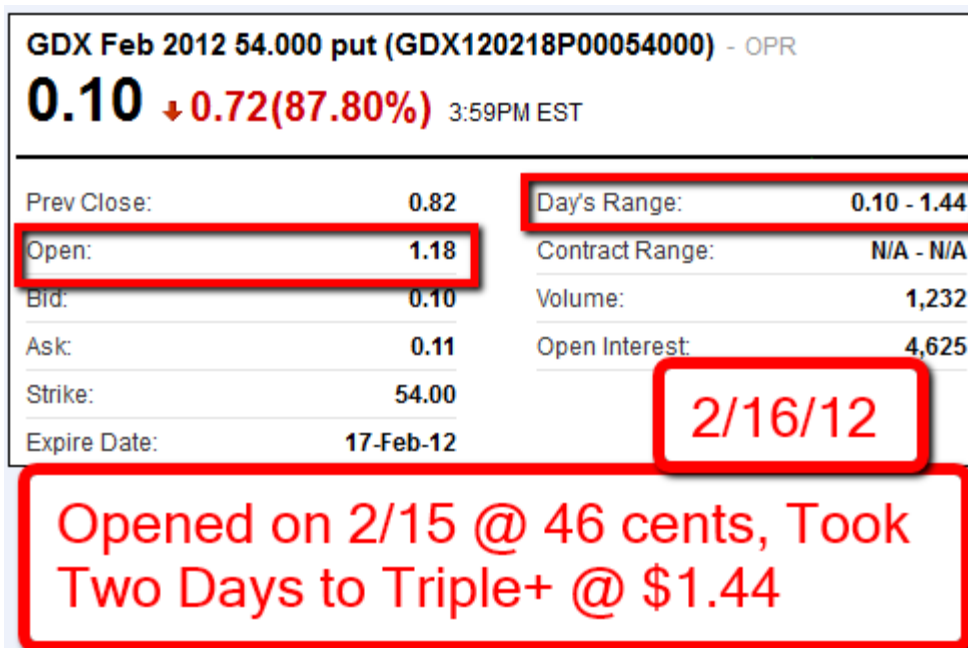 GDX Feb 2012 54.000 put (GDX120218P00054000) - OPR
0.10 0.72(87.80%) 3:59PM EST
Prev Close: 0.82 Day's Range: 0.10 - 1.44
Open: 1.18 Contract Range: N/A - N/A
Bid: 0.10 Volume: 1,232
Ask: 0.11 Open Interest: 4,625
Strike: 54.00
2/16/12
Expire Date: 17-Feb-12
Opened on 2/15 @ 46 cents, Took
Two Days to Triple+ @ $1.44